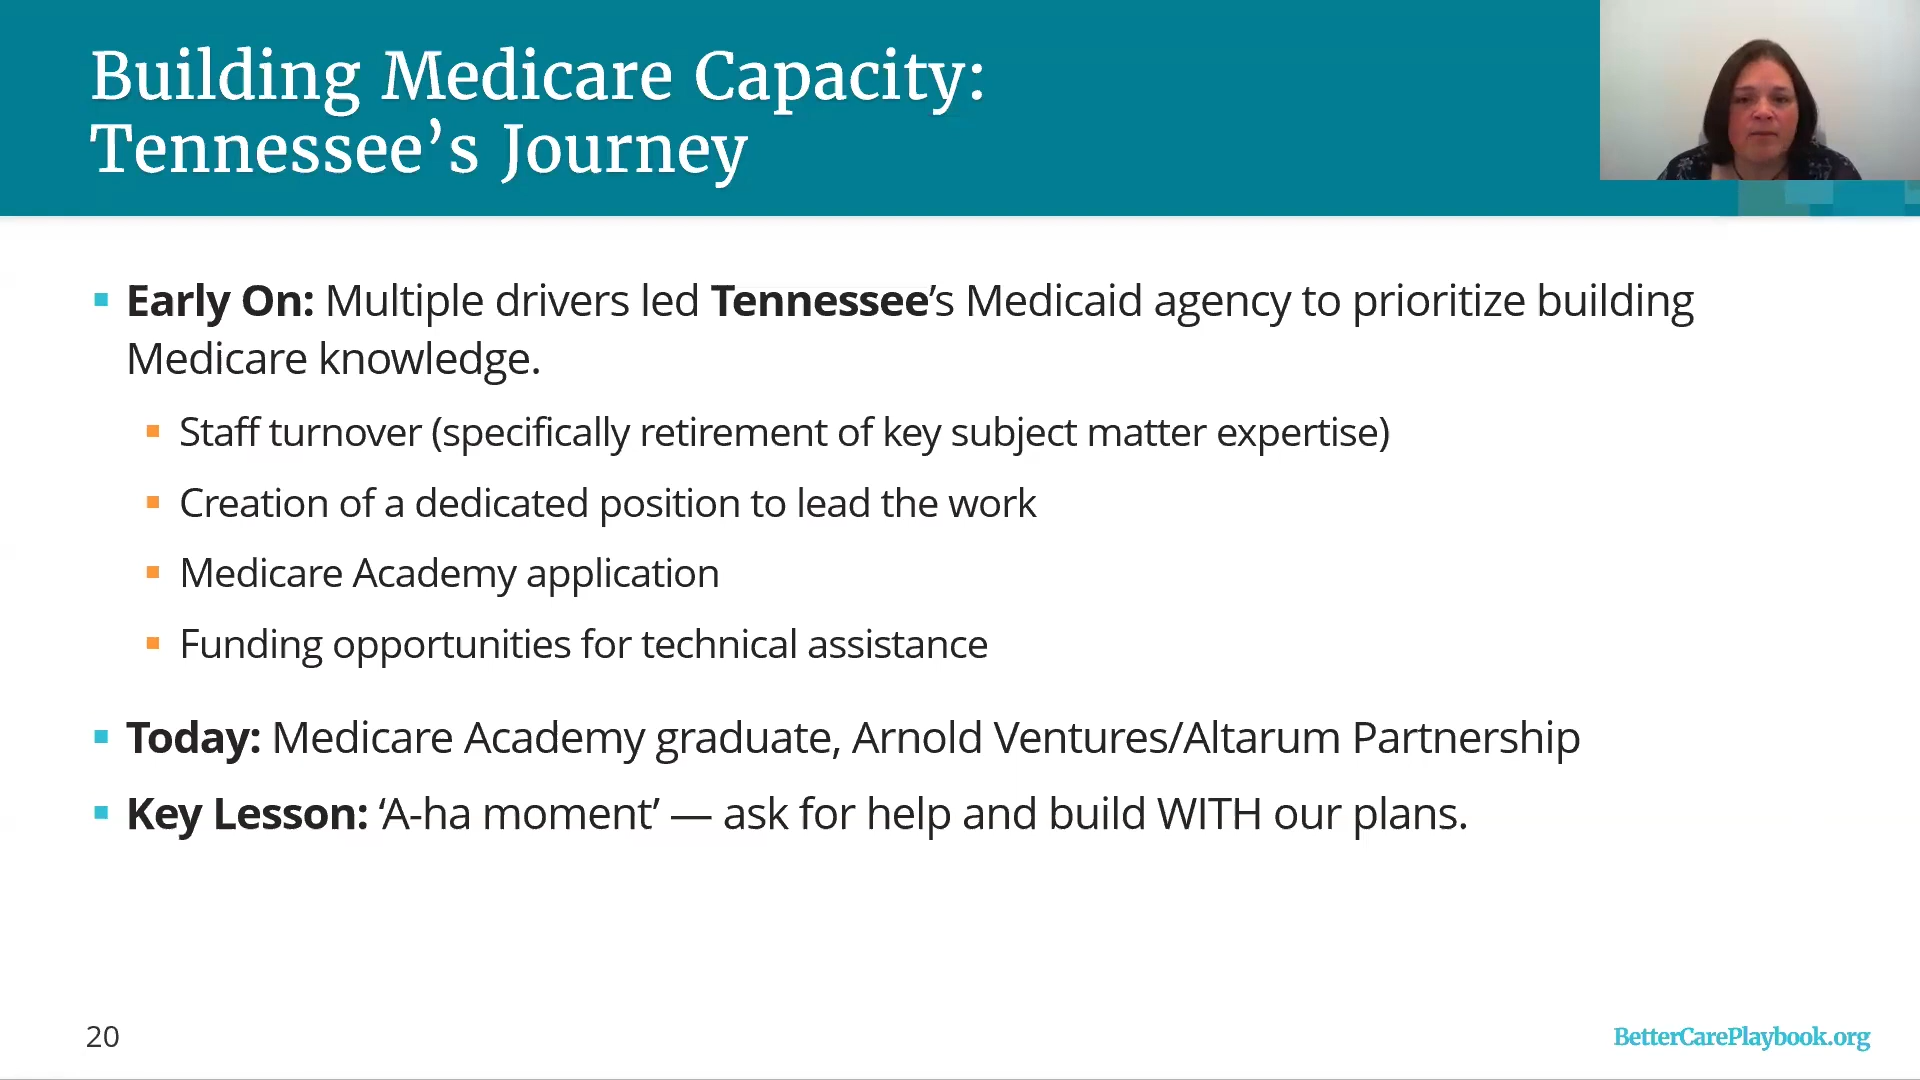 Building Medicare Capacity:
Tennessee’s Journey
Early On: Multiple drivers led Tennessee’s Medicaid agency to prioritize building
Medicare knowledge.
Staff turnover (specifically retirement of key subject matter expertise)
Creation of a dedicated position to lead the work
Medicare Academy application
Funding opportunities for technical assistance
Today: Medicare Academy graduate, Arnold Ventures/Altarum Partnership
Key Lesson: ‘A-ha moment’ — ask for help and build WITH our plans.
20
BetterCarePlaybook.org